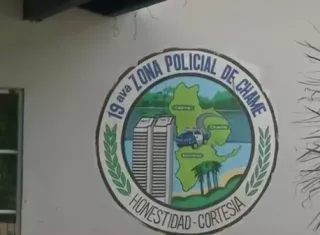 19ava ZONA POLICIAL DE CHAME
HONESTIDAD - CORTESIA